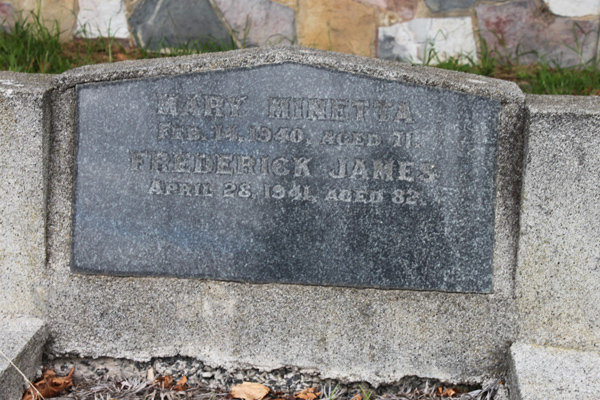 MARY MINETTA
FEB. 14, 1940, AGED 71
FREDERICK JAMES
APRIL 28, 1941, AGED 82.